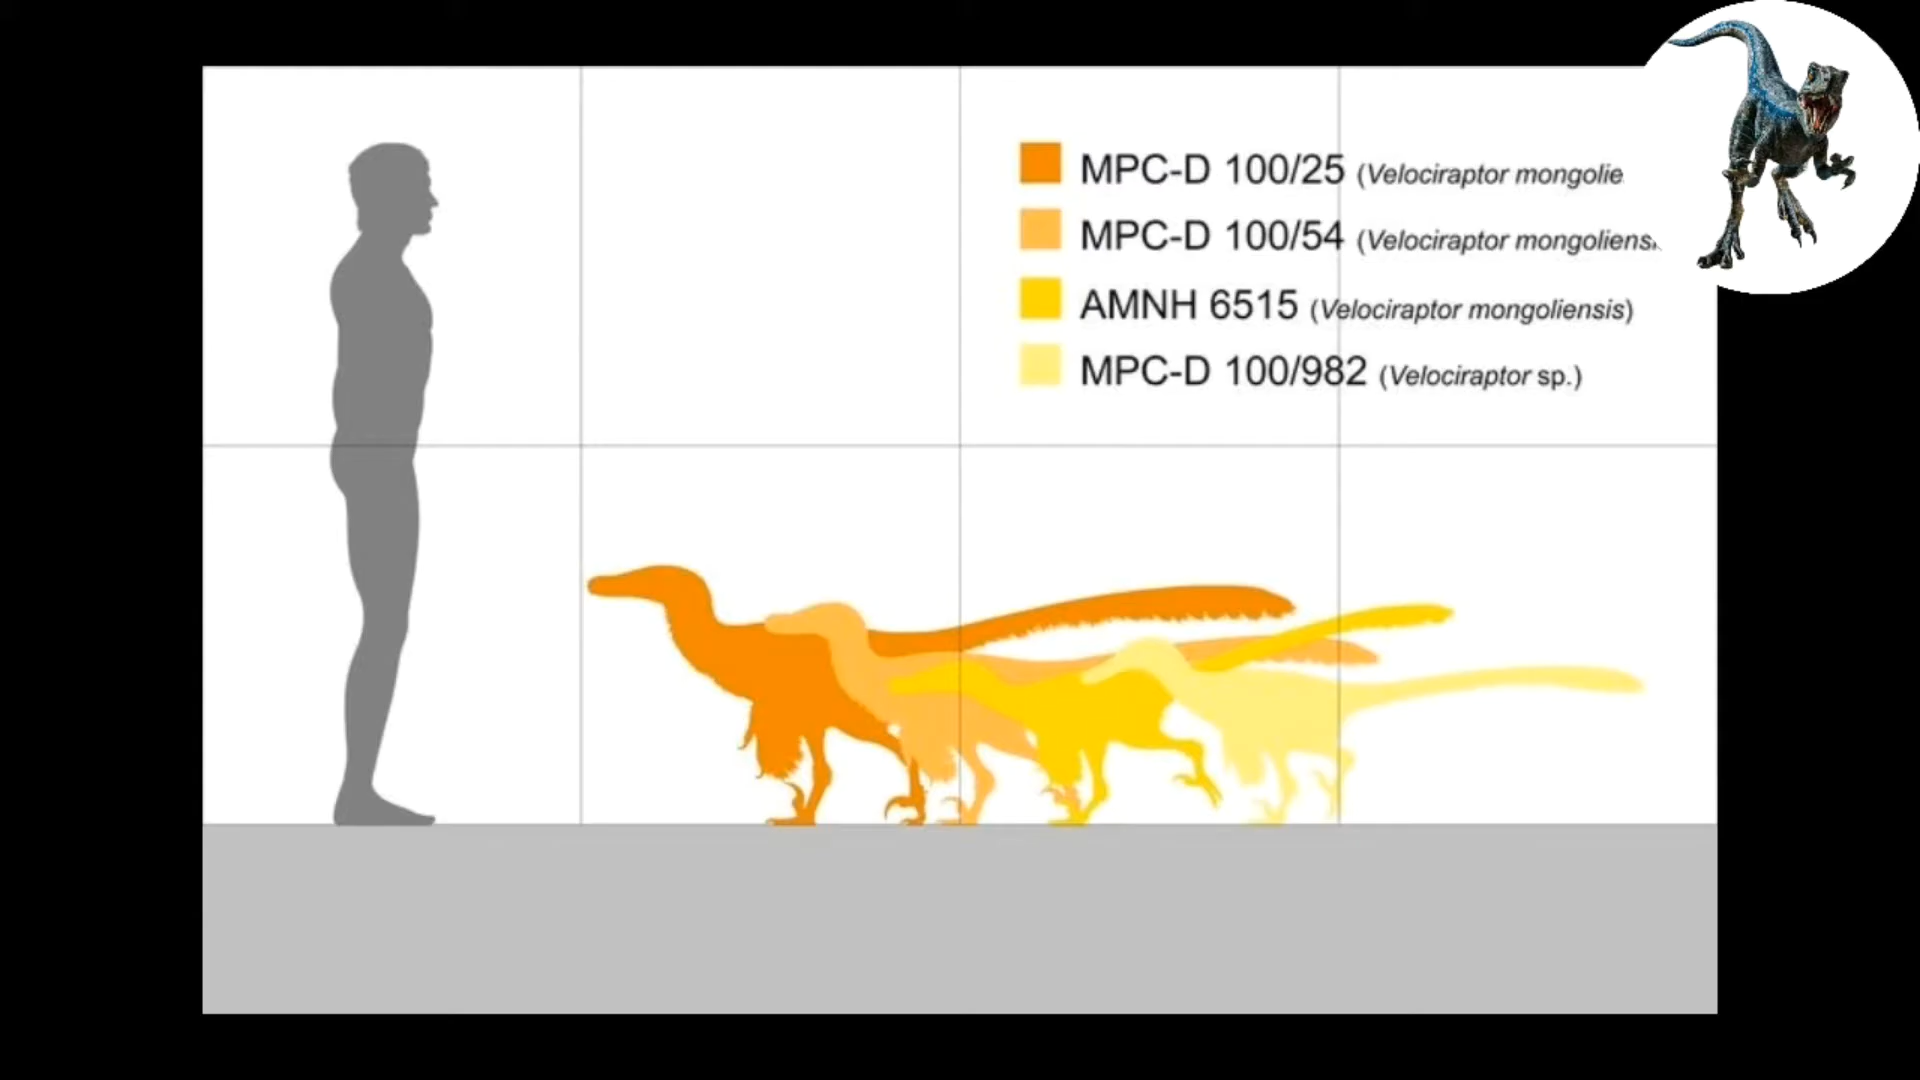 MPC-D 100/25 (Velociraptor mongolie
MPC-D 100/54 (Velociraptor mongoliens
AMNH 6515 (Velociraptor mongoliensis)
MPC-D 100/982 (Velociraptor sp.)